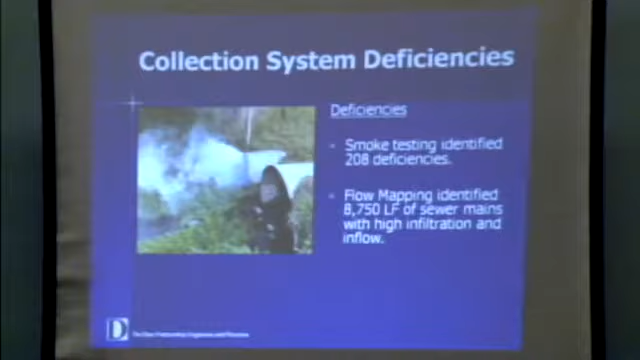 Collection System Deficiencies
Deficiencies
- Smoke testing identified
208 deficiencies.
- Flow Mapping identified
8,750 LF of sewer mains
with high infiltration and
inflow.
D